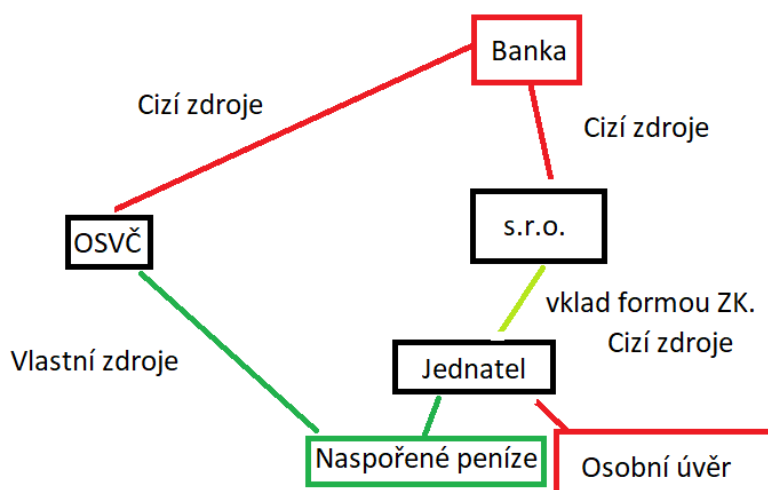 Banka
Cizí zdroje
Cizí zdroje
OSVČ
s.r.o.
vklad formou ZK.
Cizí zdroje
Vlastní zdroje
Jednatel
Naspořené peníze
Osobní úvěr